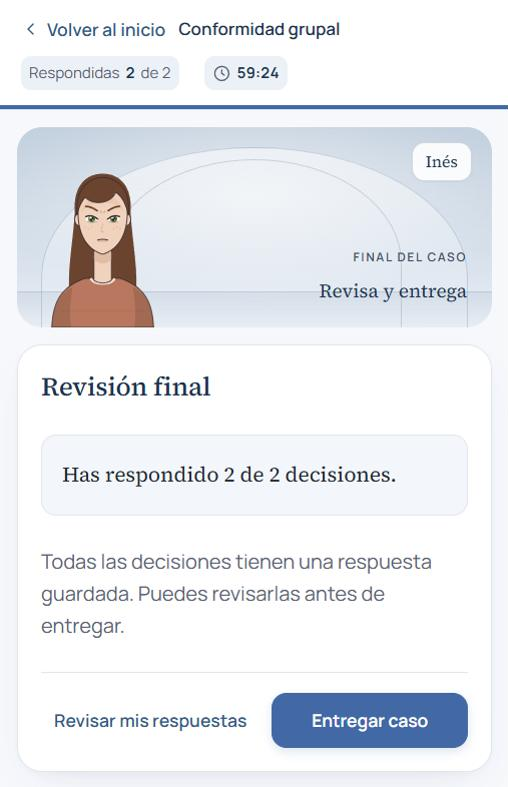 Volver al inicio Conformidad grupal
Respondidas 2 de 2 59:24
Inés
FINAL DEL CASO
Revisa y entrega
Revisión final
Has respondido 2 de 2 decisiones.
Todas las decisiones tienen una respuesta
guardada. Puedes revisarlas antes de
entregar.
Revisar mis respuestas Entregar caso